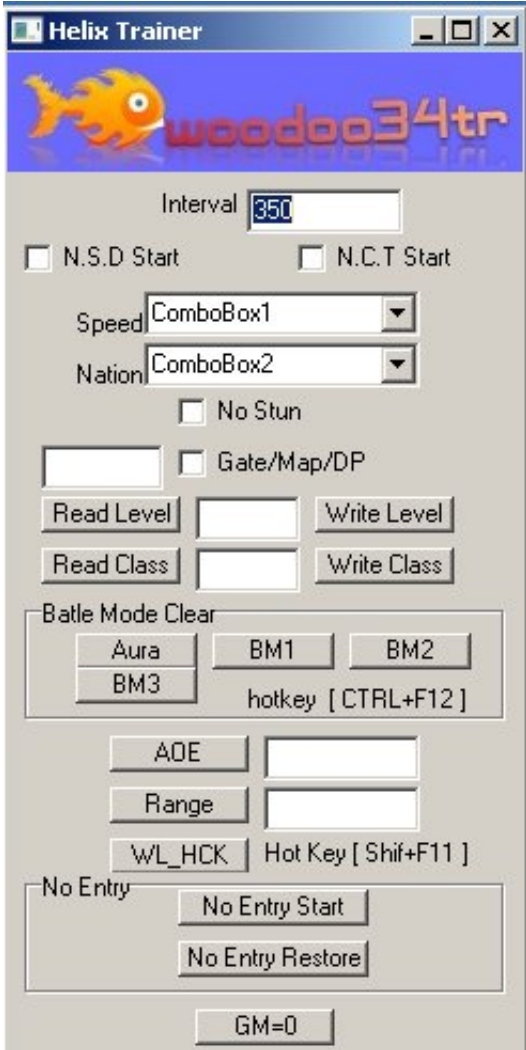 Helix Trainer
woodoo34tr
Interval 350
N.S.D Start N.C.T Start
Speed ComboBox1
Nation ComboBox2
No Stun
Gate/Map/DP
Read Level Write Level
Read Class Write Class
Batle Mode Clear
Aura BM1 BM2
BM3 hotkey [ CTRL+F12 ]
AOE
Range
WL_HCK Hot Key [ Shif+F11 ]
No Entry
No Entry Start
No Entry Restore
GM=0